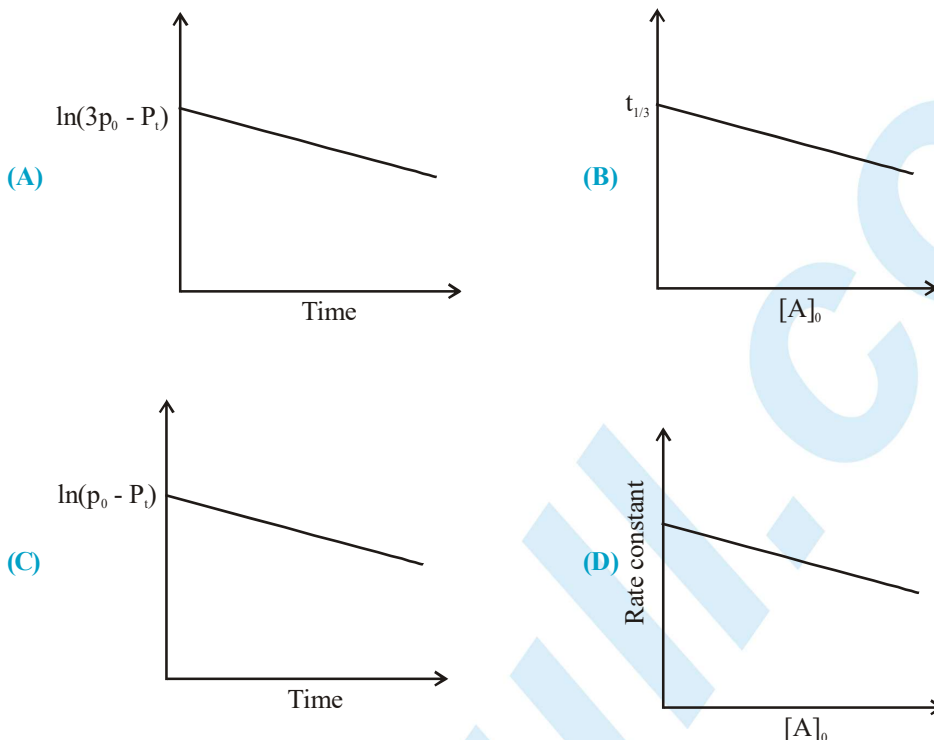 ln(3p₀ - Pₜ)
(A)
Time
t₁/₃
(B)
[A]₀
ln(p₀ - Pₜ)
(C)
Time
Rate constant
(D)
[A]₀